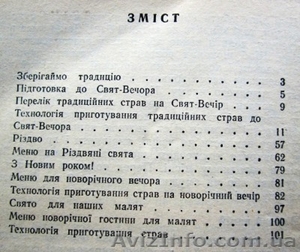 ЗМІСТ
Зберігаймо традицію . . . . . . . . 3
Підготовка до Свят-Вечора . . . . . . 5
Перелік традиційних страв на Свят-Вечір . . 9
Технологія приготування традиційних страв до
Свят-Вечора . . . . . . . . . . 11
Різдво . . . . . . . . . . . 57
Меню на Різдвяні свята . . . . . . . 62
З Новим роком! . . . . . . . . . 79
Меню для новорічного вечора . . . . . 81
Технологія приготування страв на новорічний вечір 82
Свято для наших малят . . . . . . . 97
Меню новорічної гостини для малят . . . 100
Технологія приготування страв . . . . . 101
AvizInfo.com.ua